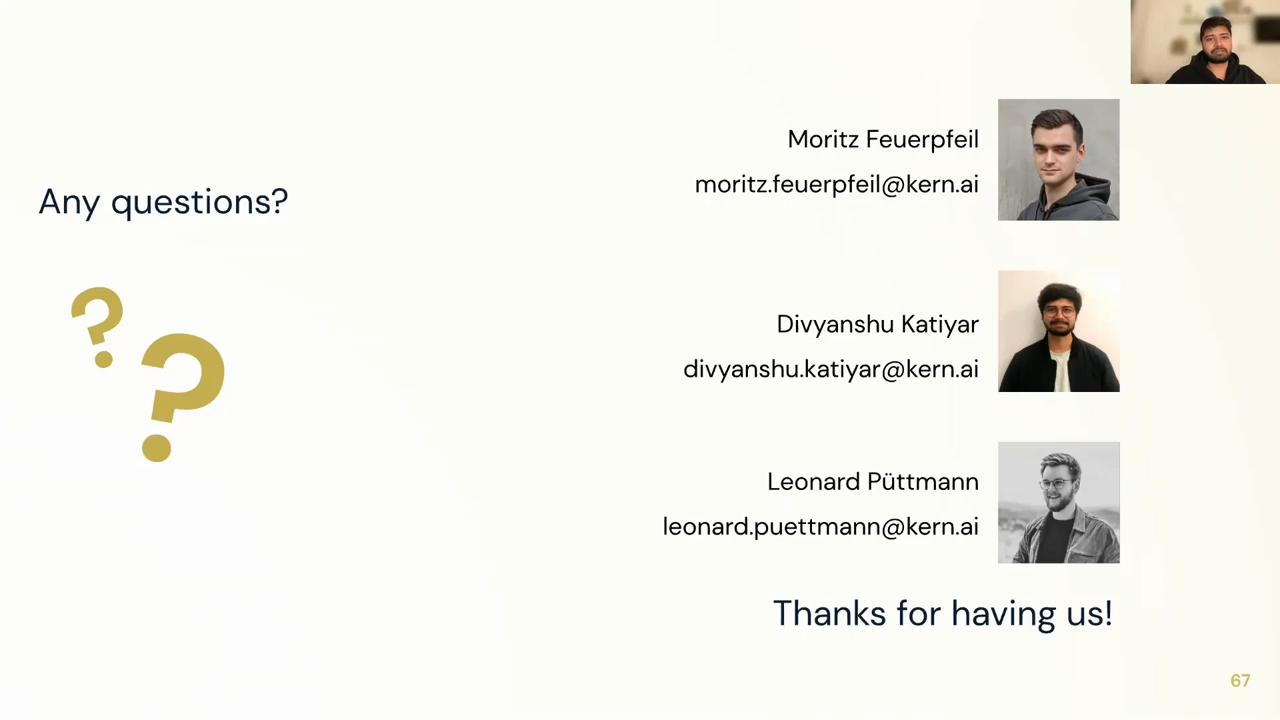 Any questions?
? ?
Moritz Feuerpfeil
moritz.feuerpfeil@kern.ai
Divyanshu Katiyar
divyanshu.katiyar@kern.ai
Leonard Püttmann
leonard.puettmann@kern.ai
Thanks for having us!
67